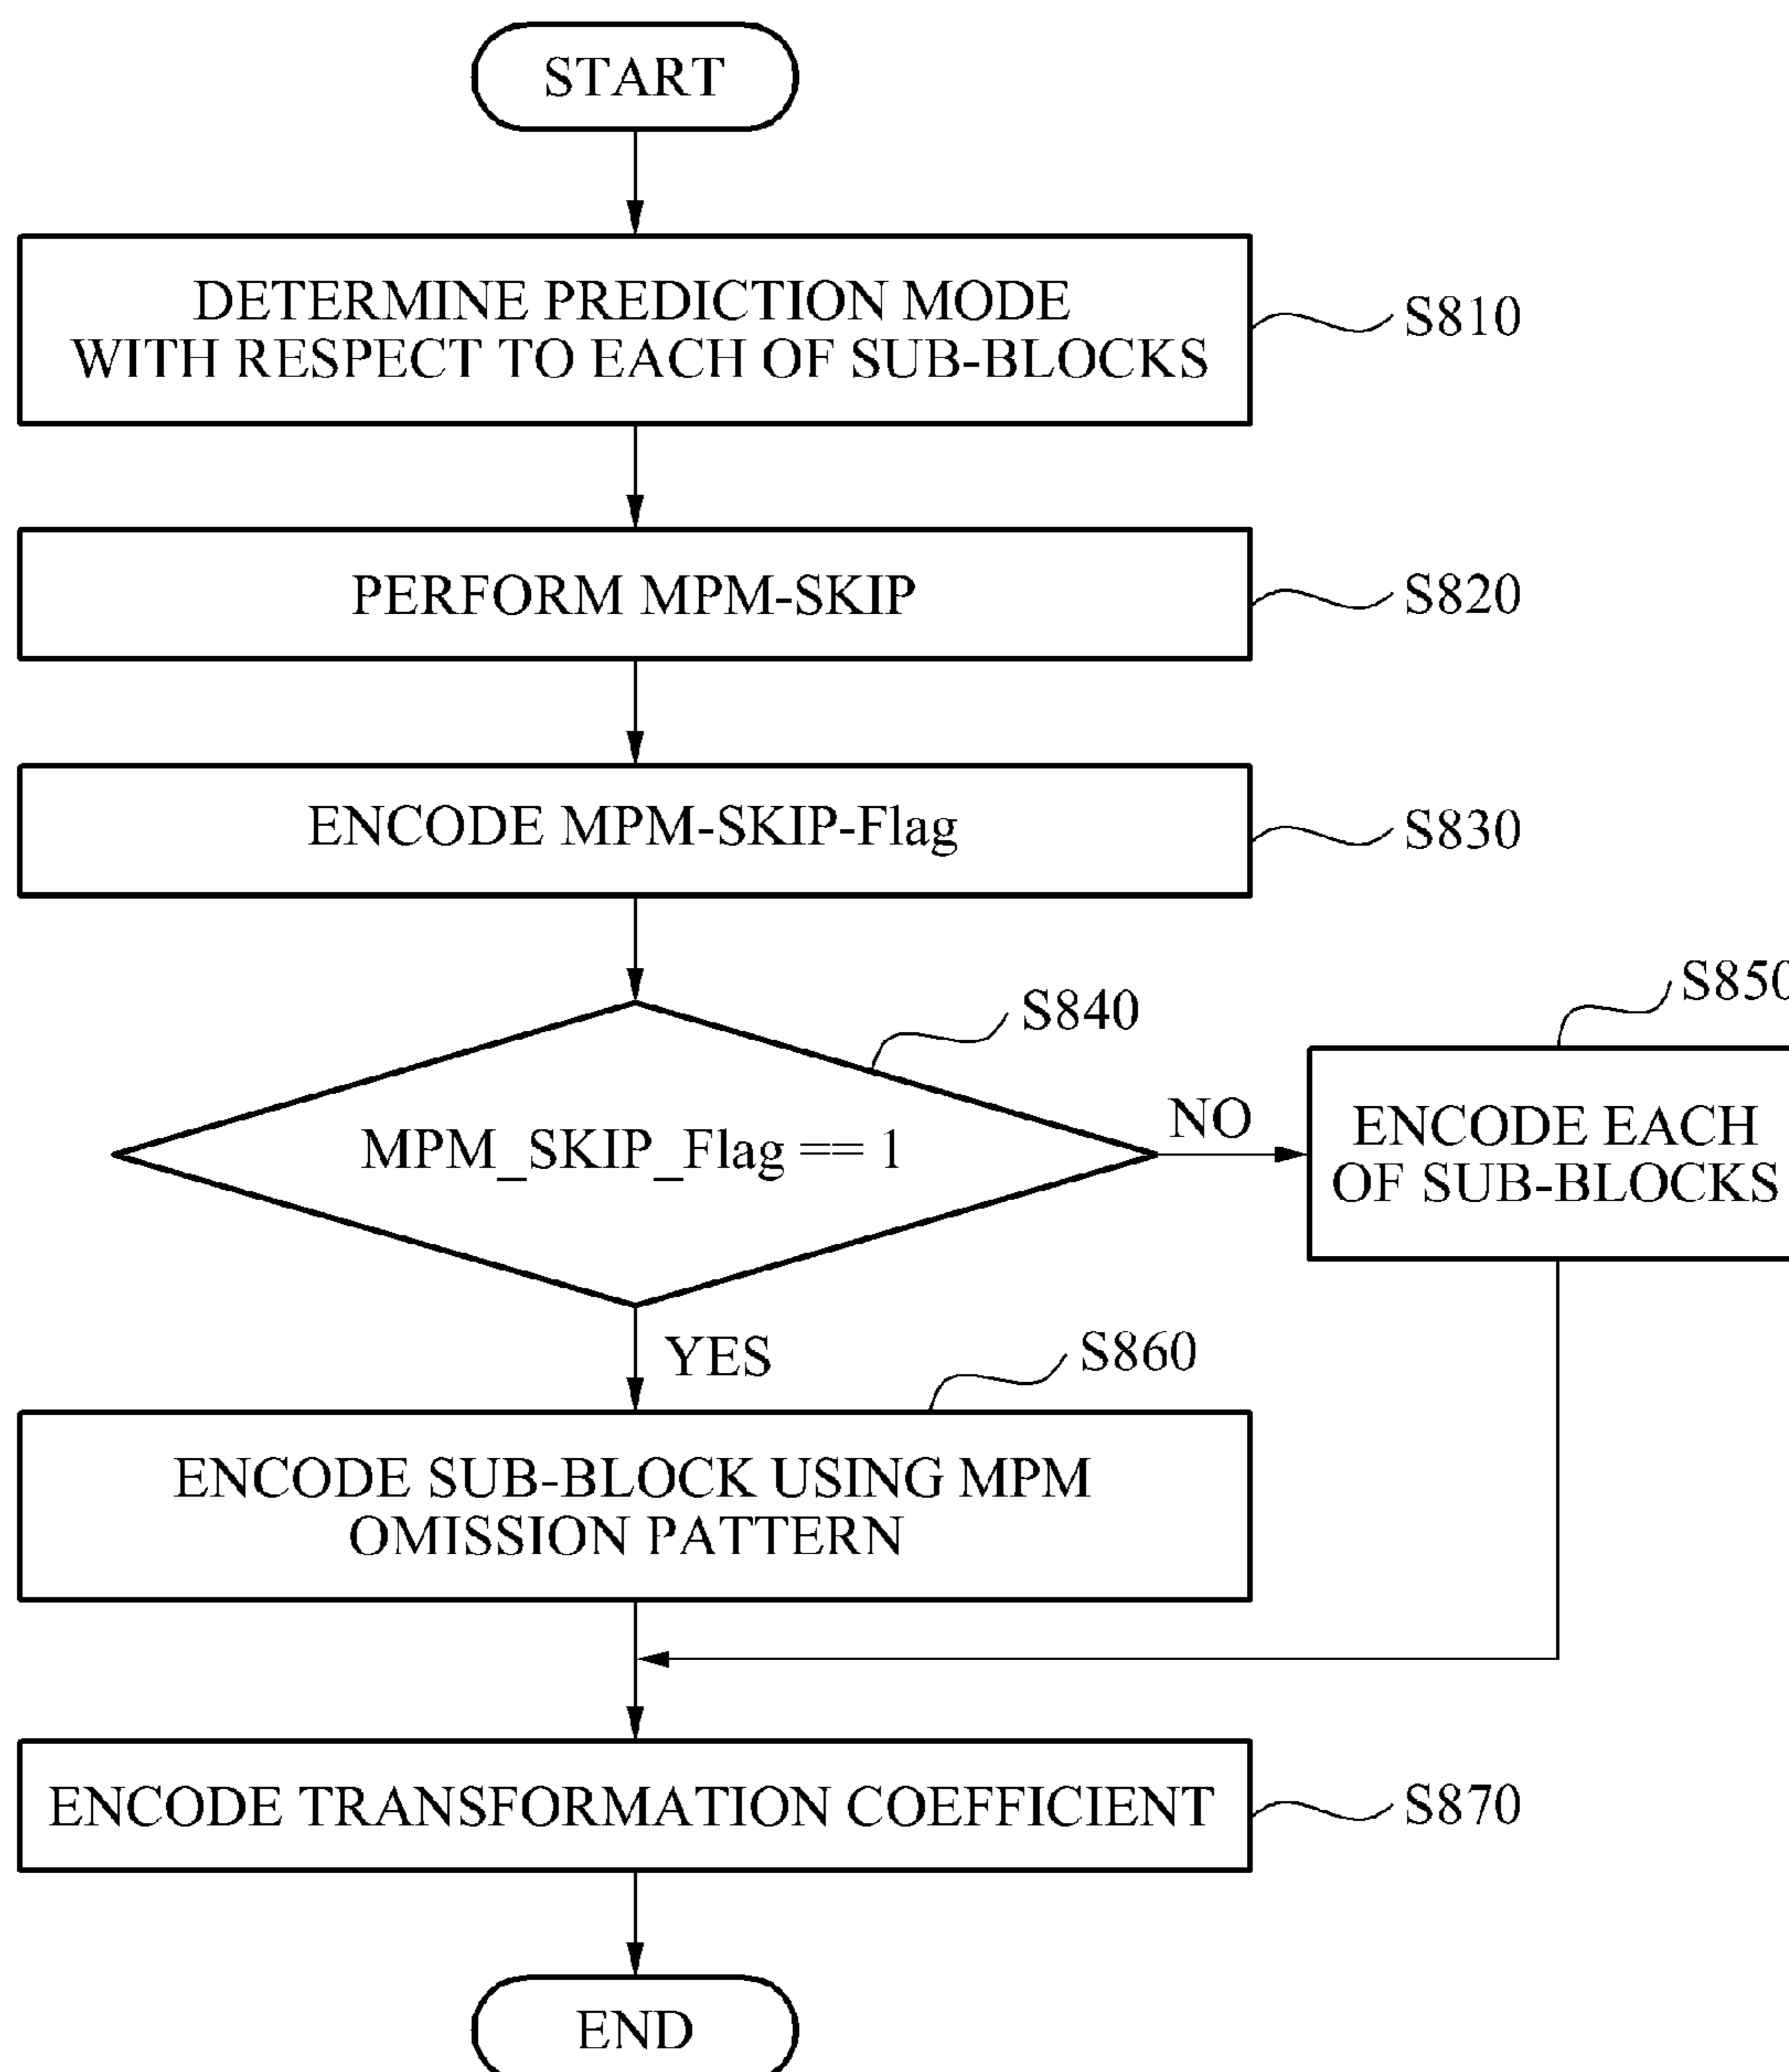 START
DETERMINE PREDICTION MODE
WITH RESPECT TO EACH OF SUB-BLOCKS
S810
PERFORM MPM-SKIP
S820
ENCODE MPM-SKIP-Flag
S830
S840
S850
MPM_SKIP_Flag == 1
NO
ENCODE EACH
OF SUB-BLOCKS
YES
S860
ENCODE SUB-BLOCK USING MPM
OMISSION PATTERN
ENCODE TRANSFORMATION COEFFICIENT
S870
END